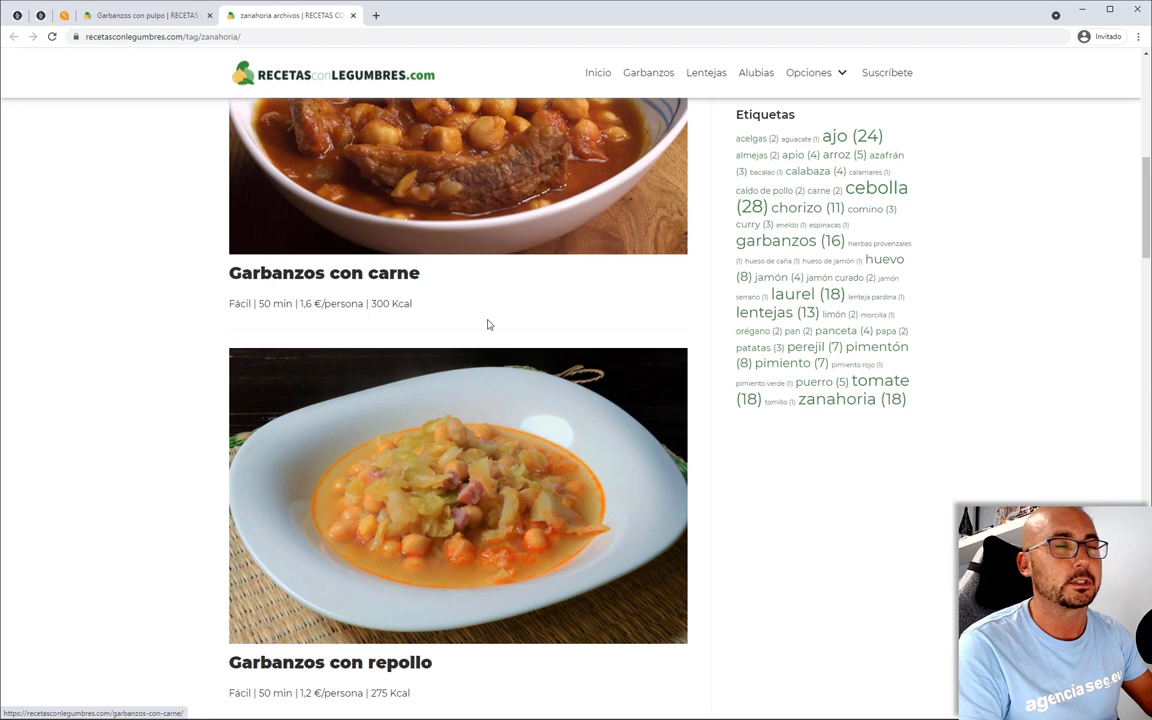 Garbanzos con pulpo | RECETAS
zanahoria archivos | RECETAS CO
recetasconlegumbres.com/tag/zanahoria/
Invitado
RECETASconLEGUMBRES.com
Inicio Garbanzos Lentejas Alubias Opciones Suscríbete
Garbanzos con carne
Fácil | 50 min | 1,6 €/persona | 300 Kcal
Garbanzos con repollo
Fácil | 50 min | 1,2 €/persona | 275 Kcal
Etiquetas
acelgas (2) aguacate (1) ajo (24)
almejas (2) apio (4) arroz (5) azafrán
(3) bacalao (1) calabaza (4) calamares (1)
caldo de pollo (2) carne (2) cebolla
(28) chorizo (11) comino (3)
curry (3) eneldo (1) espinacas (1)
garbanzos (16) hierbas provenzales
(1) hueso de caña (1) hueso de jamón (1) huevo
(8) jamón (4) jamón curado (2) jamón
serrano (1) laurel (18) lenteja pardina (1)
lentejas (13) limón (2) morcilla (1)
orégano (2) pan (2) panceta (4) papa (2)
patatas (3) perejil (7) pimentón
(8) pimiento (7) pimiento rojo (1)
pimiento verde (1) puerro (5) tomate
(18) tomillo (1) zanahoria (18)
agenciaseo.eu
https://recetasconlegumbres.com/garbanzos-con-carne/